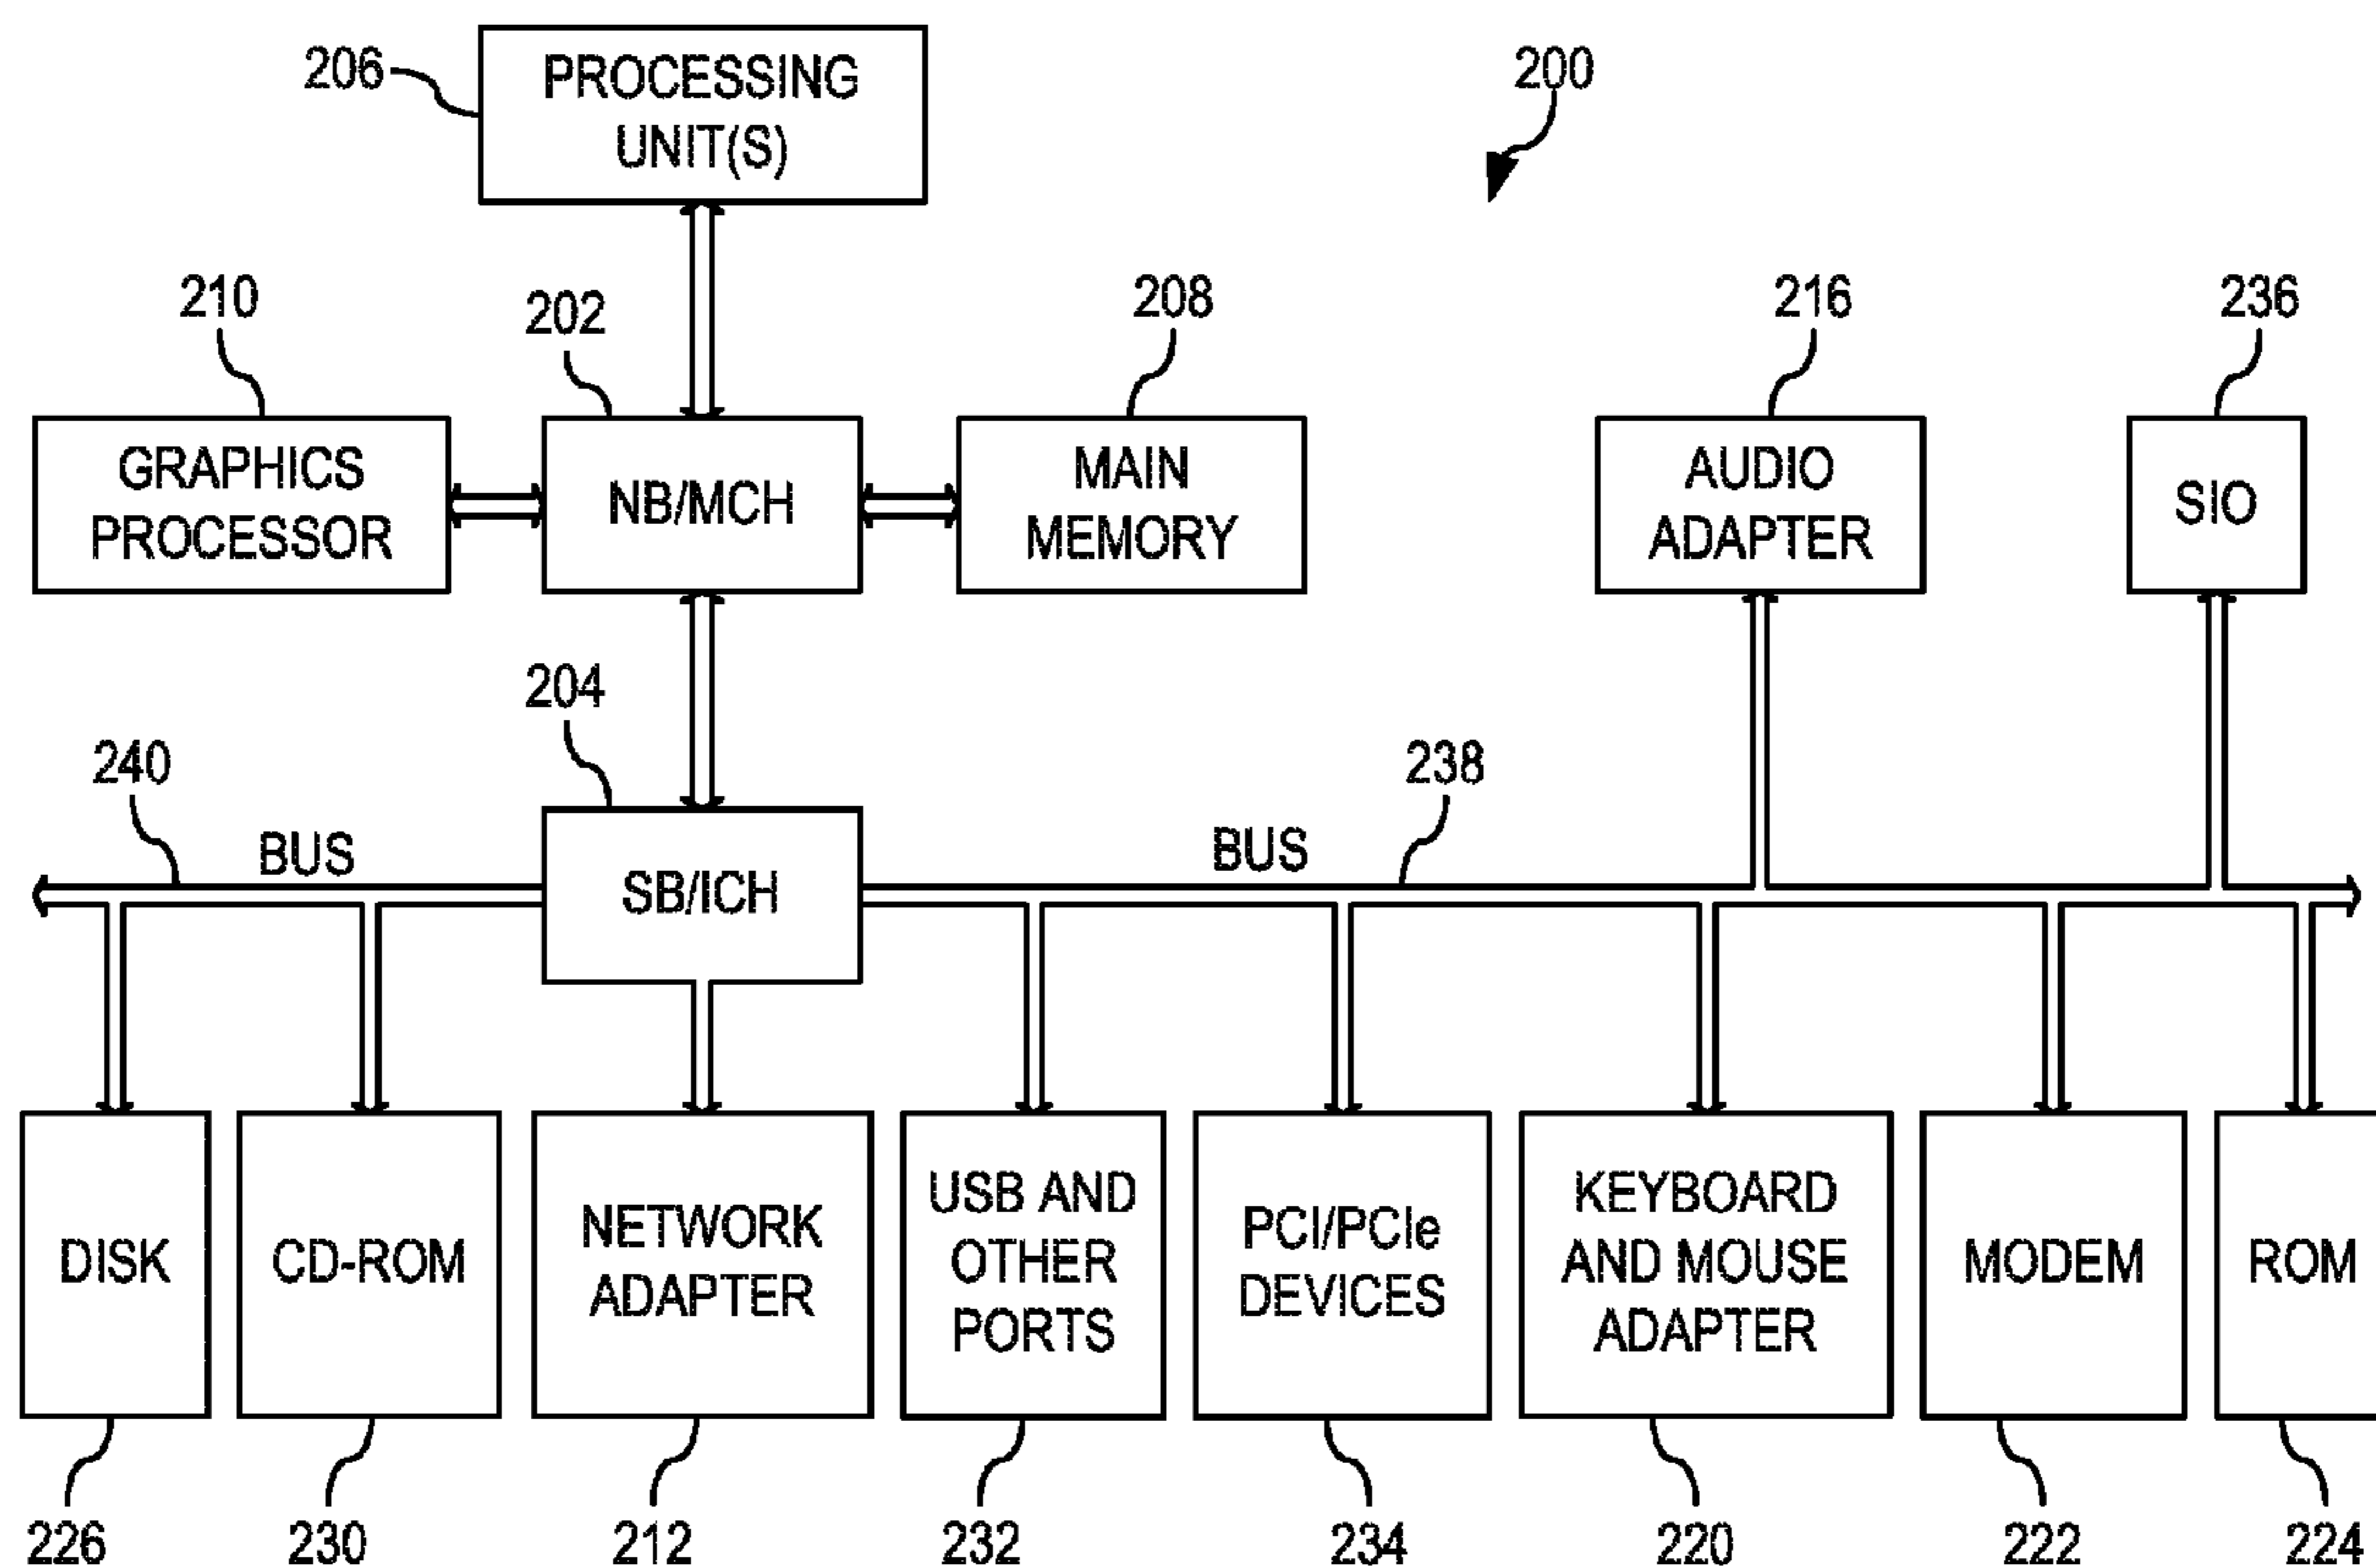 206
PROCESSING
UNIT(S)
200
210
202
208
216
236
GRAPHICS
PROCESSOR
NB/MCH
MAIN
MEMORY
AUDIO
ADAPTER
SIO
204
240
BUS
SB/ICH
BUS
238
DISK
CD-ROM
NETWORK
ADAPTER
USB AND
OTHER
PORTS
PCI/PCIe
DEVICES
KEYBOARD
AND MOUSE
ADAPTER
MODEM
ROM
226
230
212
232
234
220
222
224